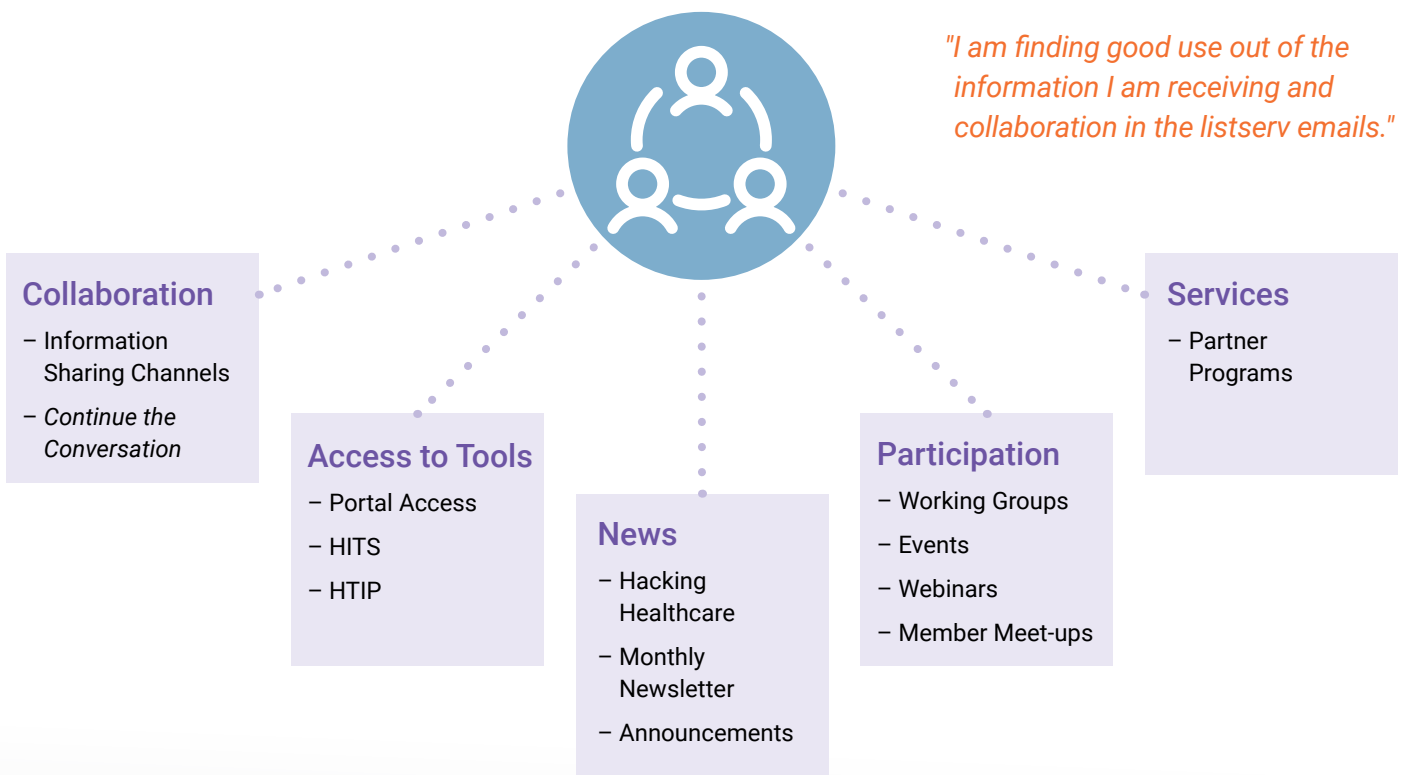 "I am finding good use out of the
information I am receiving and
collaboration in the listserv emails."
Collaboration
– Information
Sharing Channels
– Continue the
Conversation
Access to Tools
– Portal Access
– HITS
– HTIP
News
– Hacking
Healthcare
– Monthly
Newsletter
– Announcements
Participation
– Working Groups
– Events
– Webinars
– Member Meet-ups
Services
– Partner
Programs